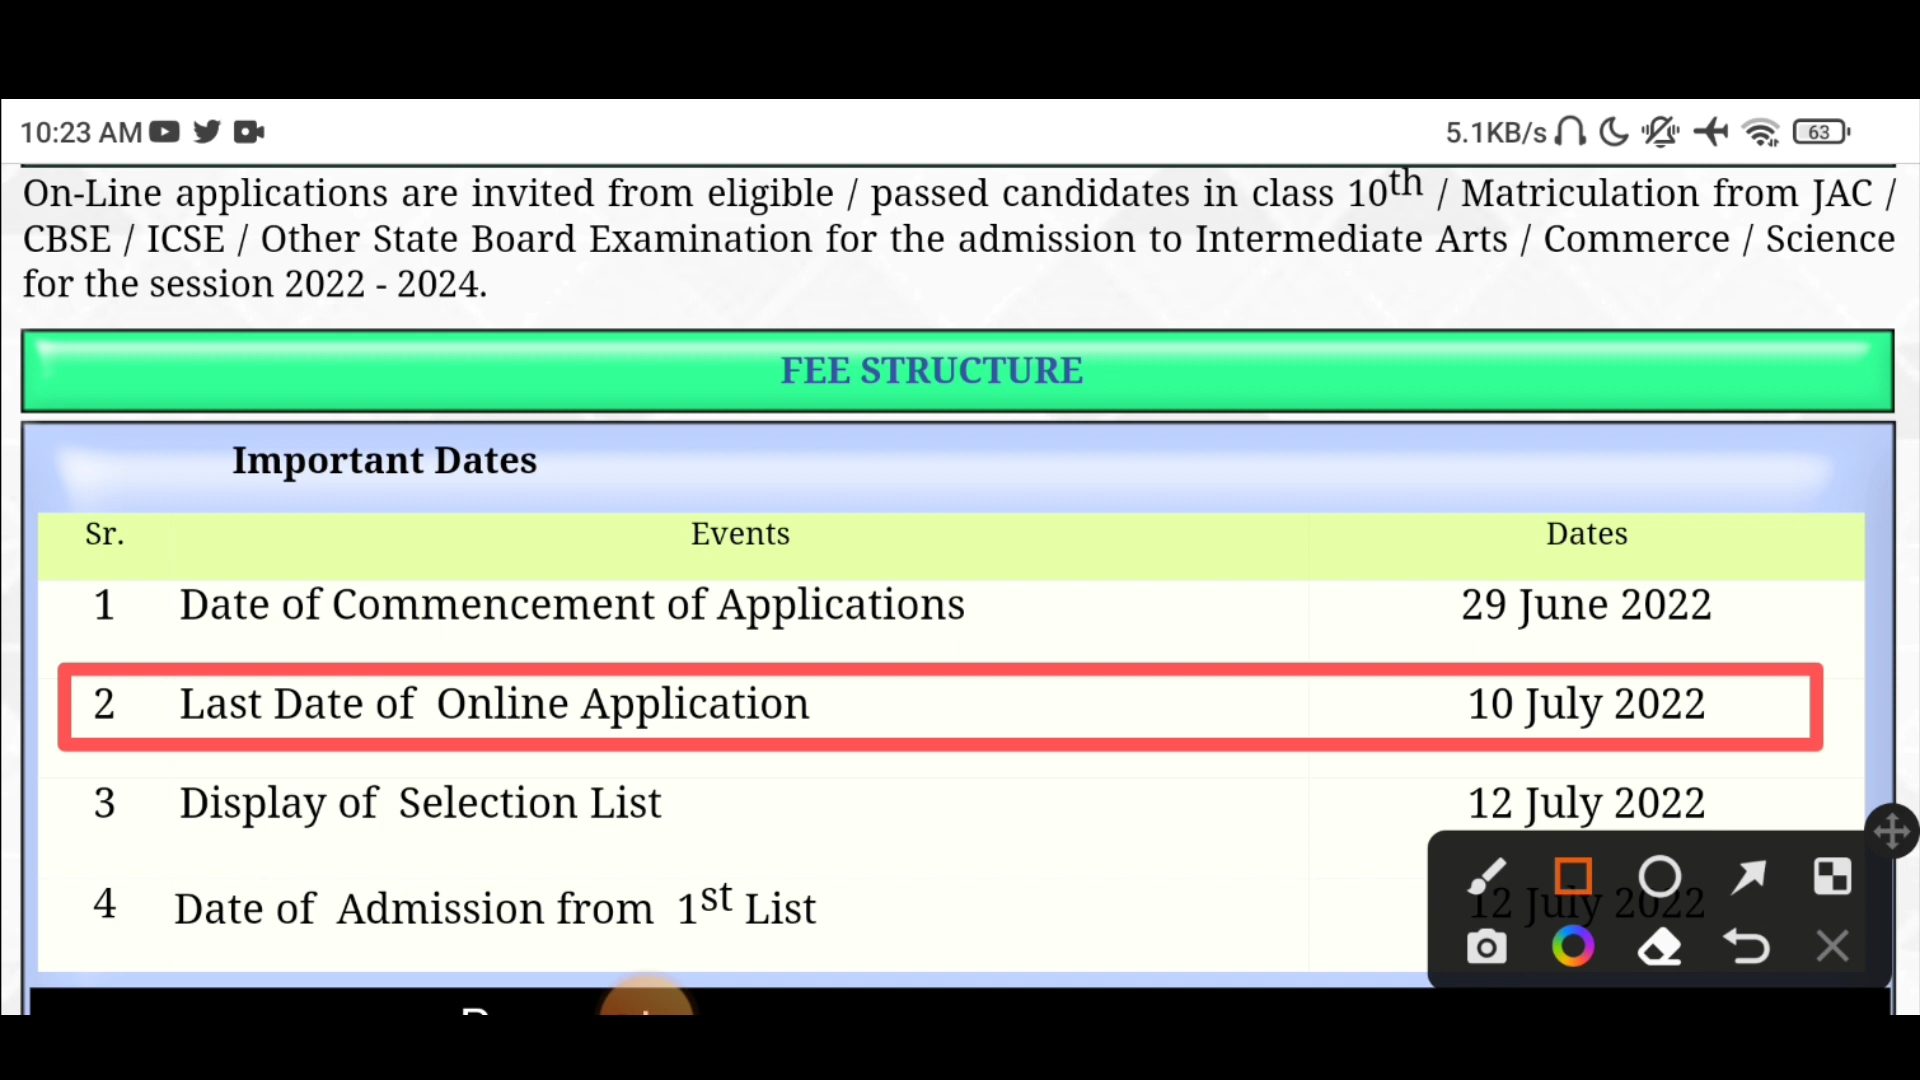 10:23 AM
5.1KB/s
63
On-Line applications are invited from eligible / passed candidates in class 10th / Matriculation from JAC /
CBSE / ICSE / Other State Board Examination for the admission to Intermediate Arts / Commerce / Science
for the session 2022 - 2024.
FEE STRUCTURE
Important Dates
Sr. Events Dates
1 Date of Commencement of Applications 29 June 2022
2 Last Date of Online Application 10 July 2022
3 Display of Selection List 12 July 2022
4 Date of Admission from 1st List 12 July 2022